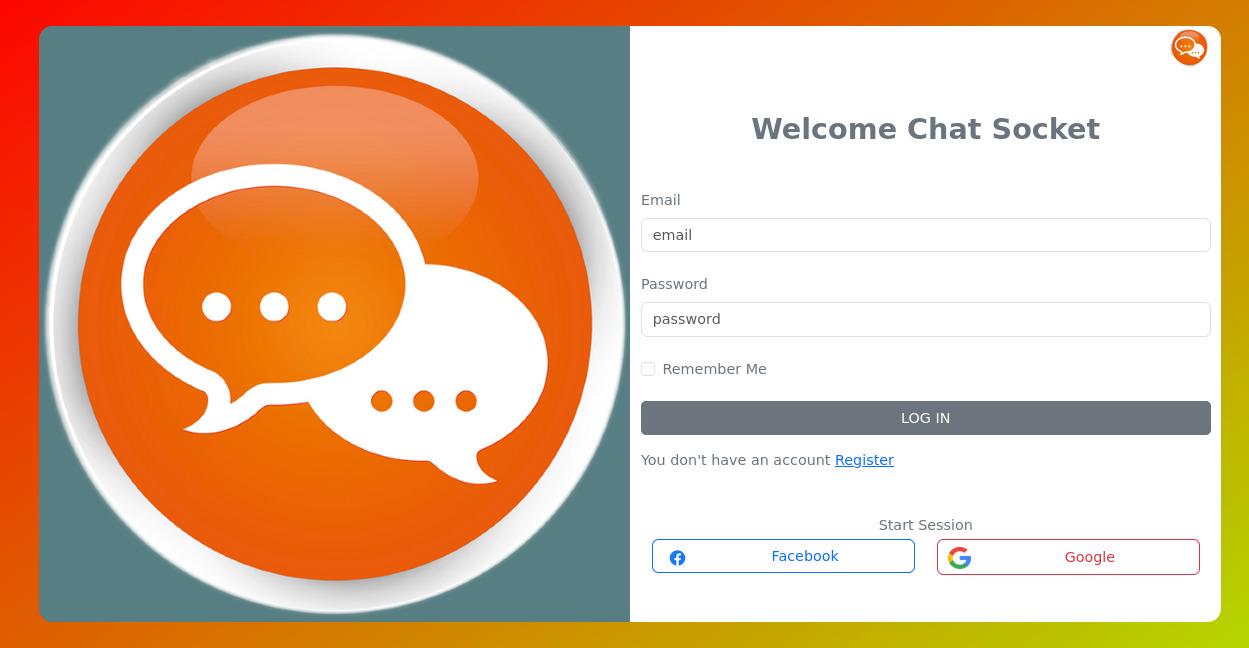 Welcome Chat Socket
Email
email
Password
password
Remember Me
LOG IN
You don't have an account Register
Start Session
Facebook
Google